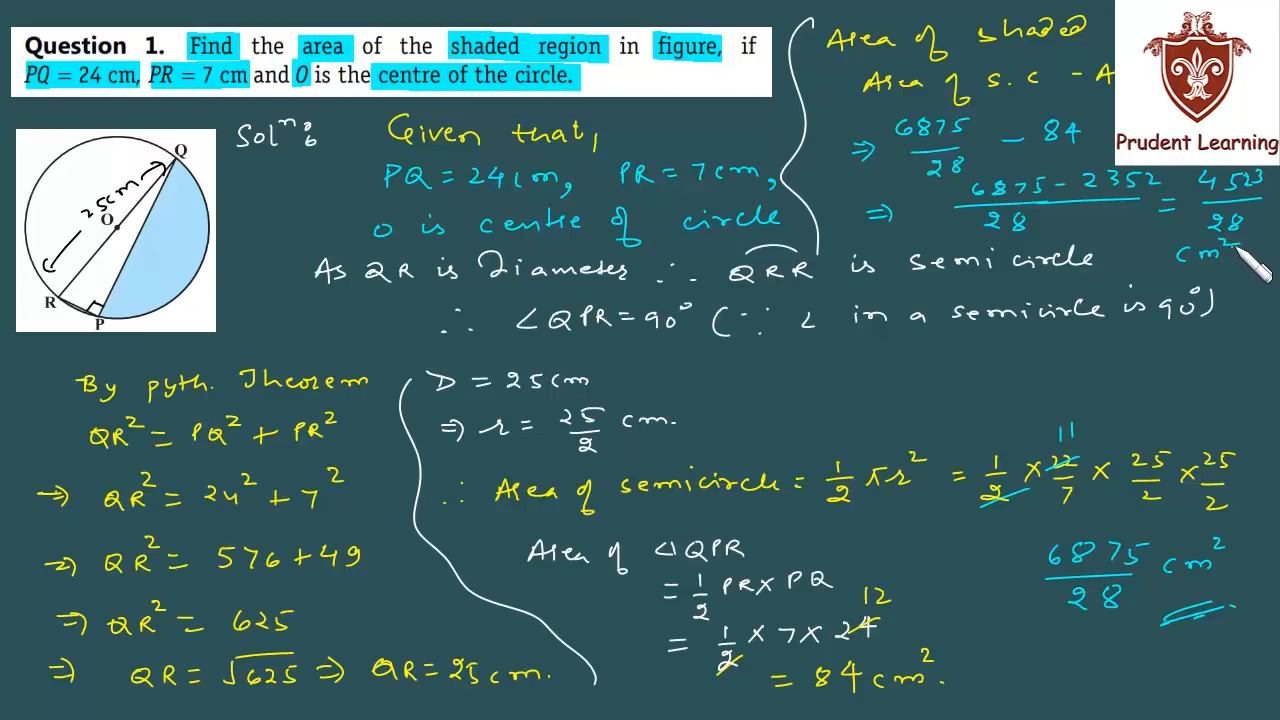 Question 1. Find the area of the shaded region in figure, if
PQ = 24 cm, PR = 7 cm and O is the centre of the circle.
Q
25cm
O
R
P
Solⁿ:
Given that,
PQ = 24cm, PR = 7cm,
O is centre of circle
As QR is Diameter ∴ QRR is semicircle
∴ ∠QPR = 90° (∵ ∠ in a semicircle is 90°)
By pyth. Theorem
QR² = PQ² + PR²
⇒ QR² = 24² + 7²
⇒ QR² = 576 + 49
⇒ QR² = 625
⇒ QR = √625 ⇒ QR = 25cm.
D = 25cm
⇒ r = 25/2 cm.
∴ Area of semicircle = 1/2 πr² = 1/2 × 22/7 × 25/2 × 25/2
11
6875/28 cm²
Area of △QPR
= 1/2 PR × PQ
12
= 1/2 × 7 × 24
= 84 cm².
Area of shaded
Area of s.c - A
⇒ 6875/28 - 84
⇒ 6875 - 2352/28 = 4523/28
cm²
Prudent Learning